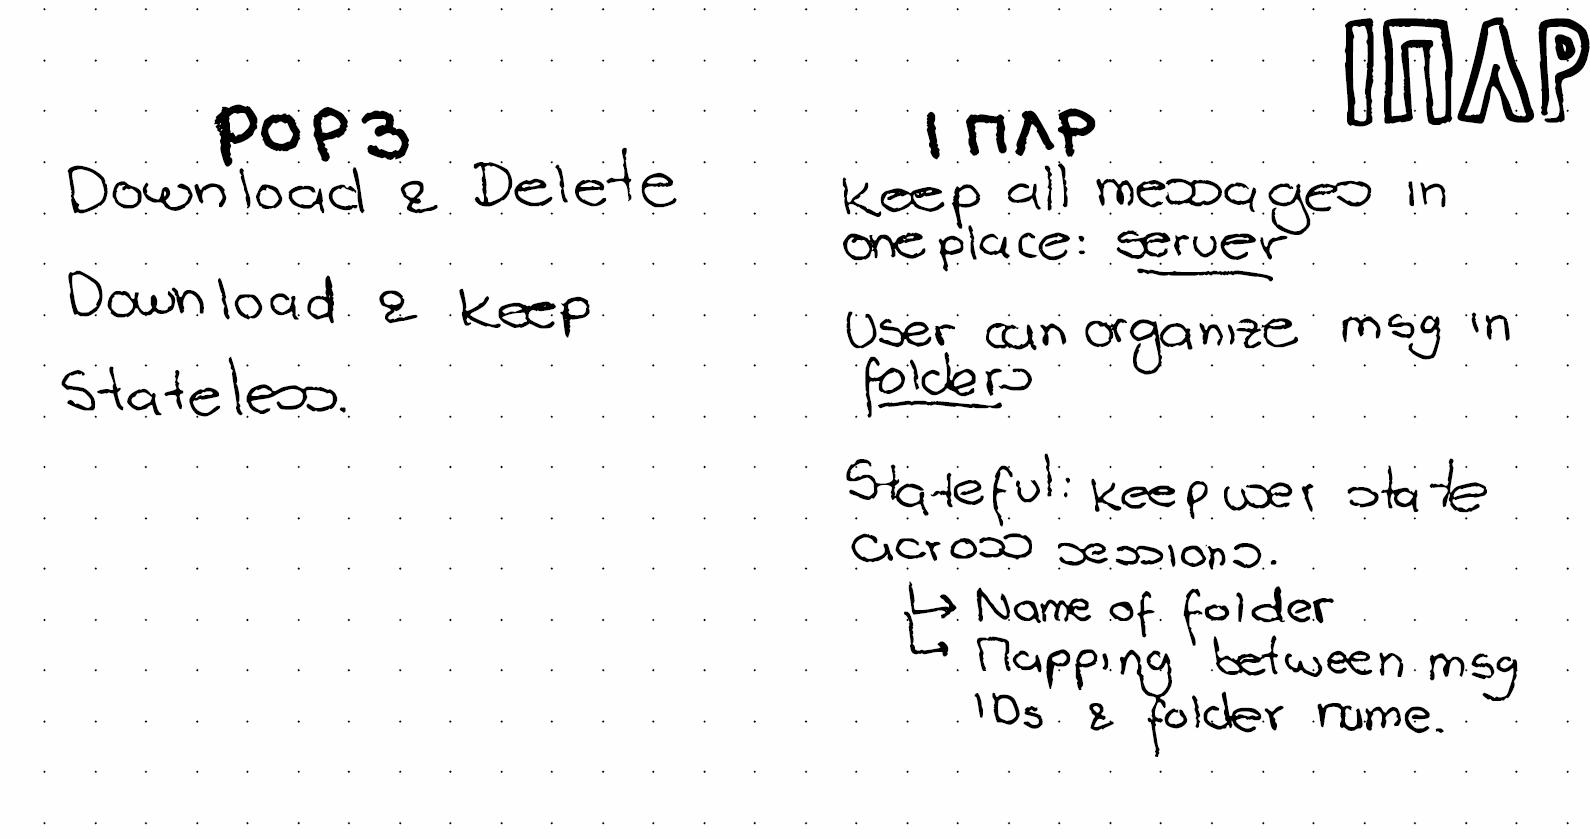 IMAP
POP3
Download & Delete
Download & keep
Stateless.
IMAP
Keep all messages in
one place: server
User can organize msg in
folders
Stateful: keep user state
across sessions.
↳ Name of folder
↳ Mapping between msg
IDs & folder name.